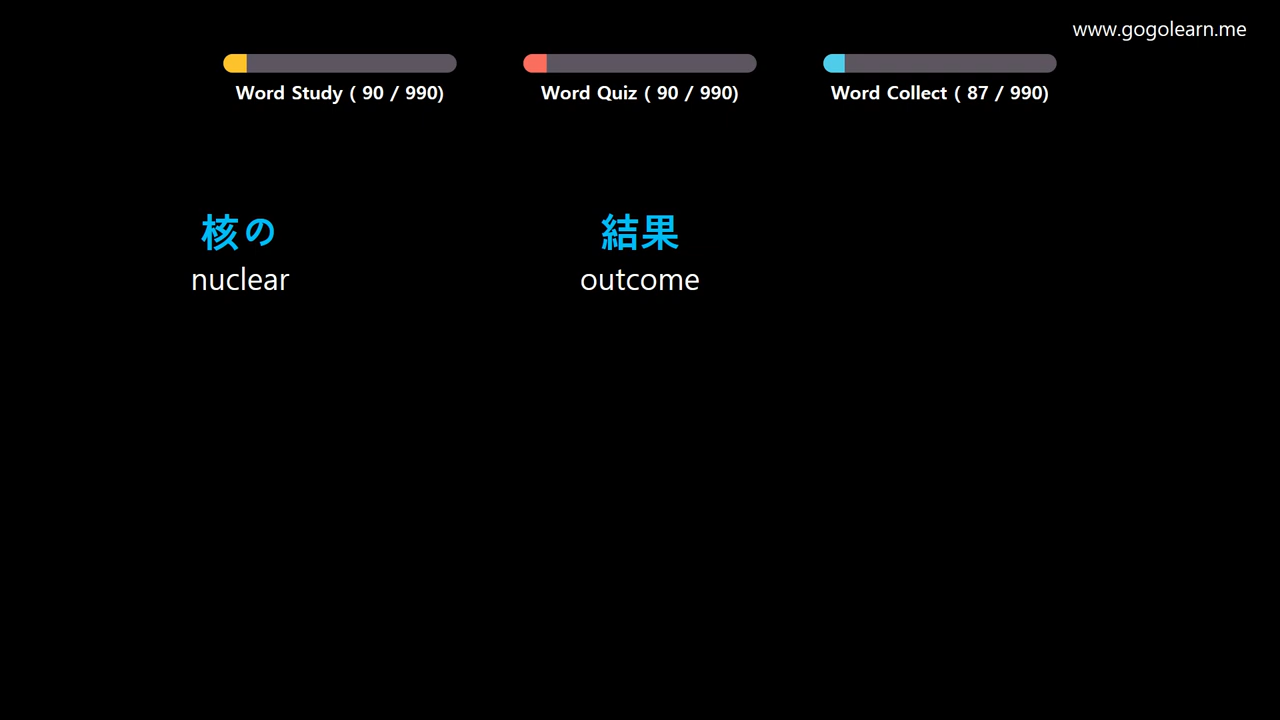 www.gogolearn.me
Word Study ( 90 / 990)
Word Quiz ( 90 / 990)
Word Collect ( 87 / 990)
核の
nuclear
結果
outcome